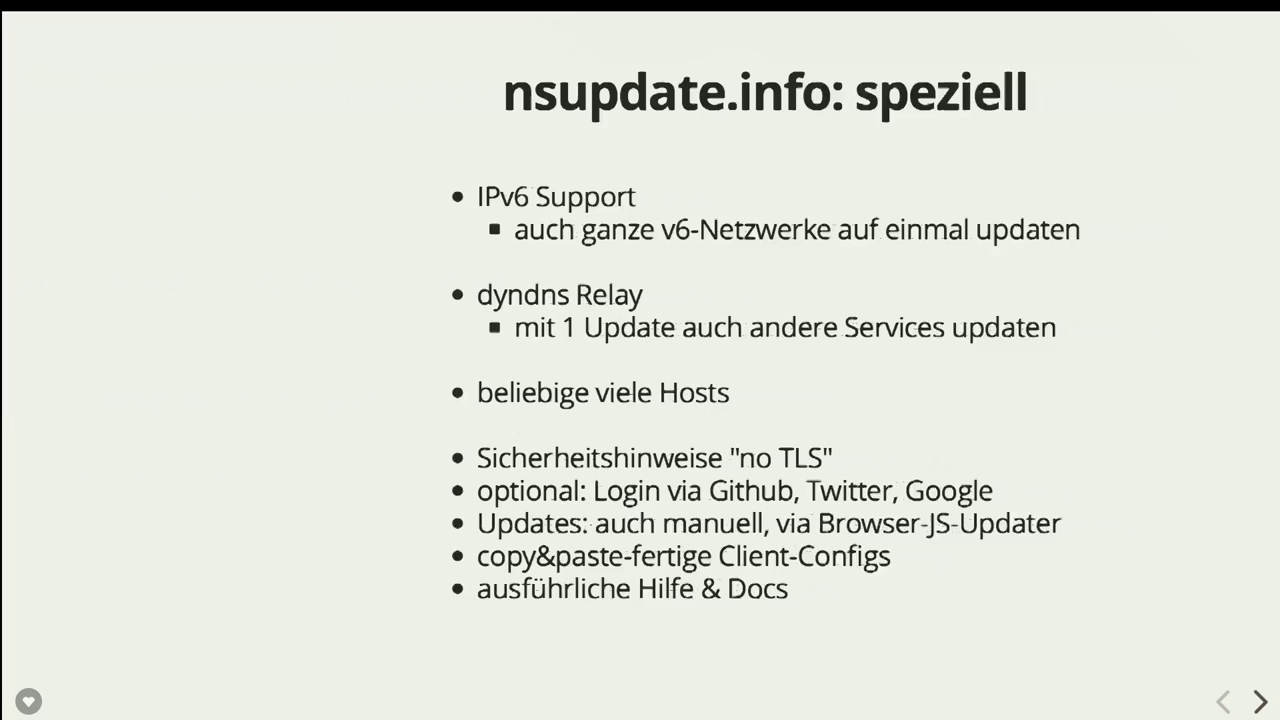 nsupdate.info: speziell
IPv6 Support
auch ganze v6-Netzwerke auf einmal updaten
dyndns Relay
mit 1 Update auch andere Services updaten
beliebige viele Hosts
Sicherheitshinweise "no TLS"
optional: Login via Github, Twitter, Google
Updates: auch manuell, via Browser-JS-Updater
copy&paste-fertige Client-Configs
ausführliche Hilfe & Docs